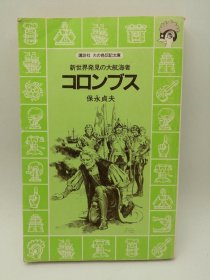 講談社 火の鳥伝記文庫
新世界発見の大航海者
コロンブス
保永貞夫